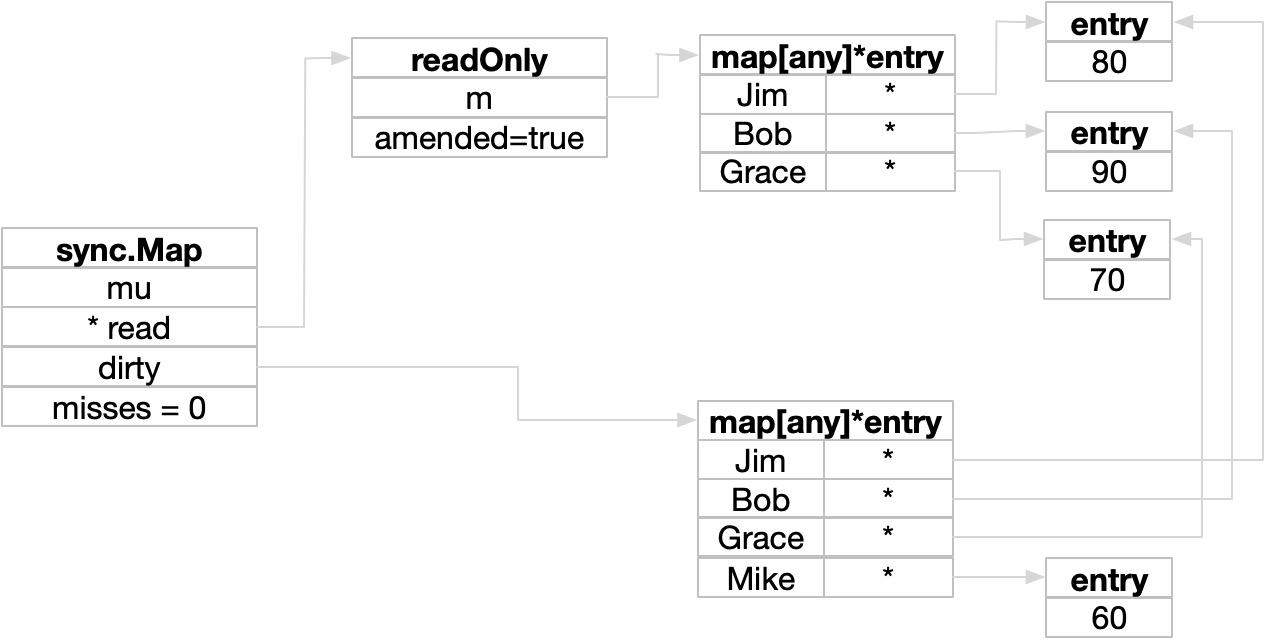 sync.Map
mu
* read
dirty
misses = 0
readOnly
m
amended=true
map[any]*entry
Jim *
Bob *
Grace *
entry
80
entry
90
entry
70
map[any]*entry
Jim *
Bob *
Grace *
Mike *
entry
60